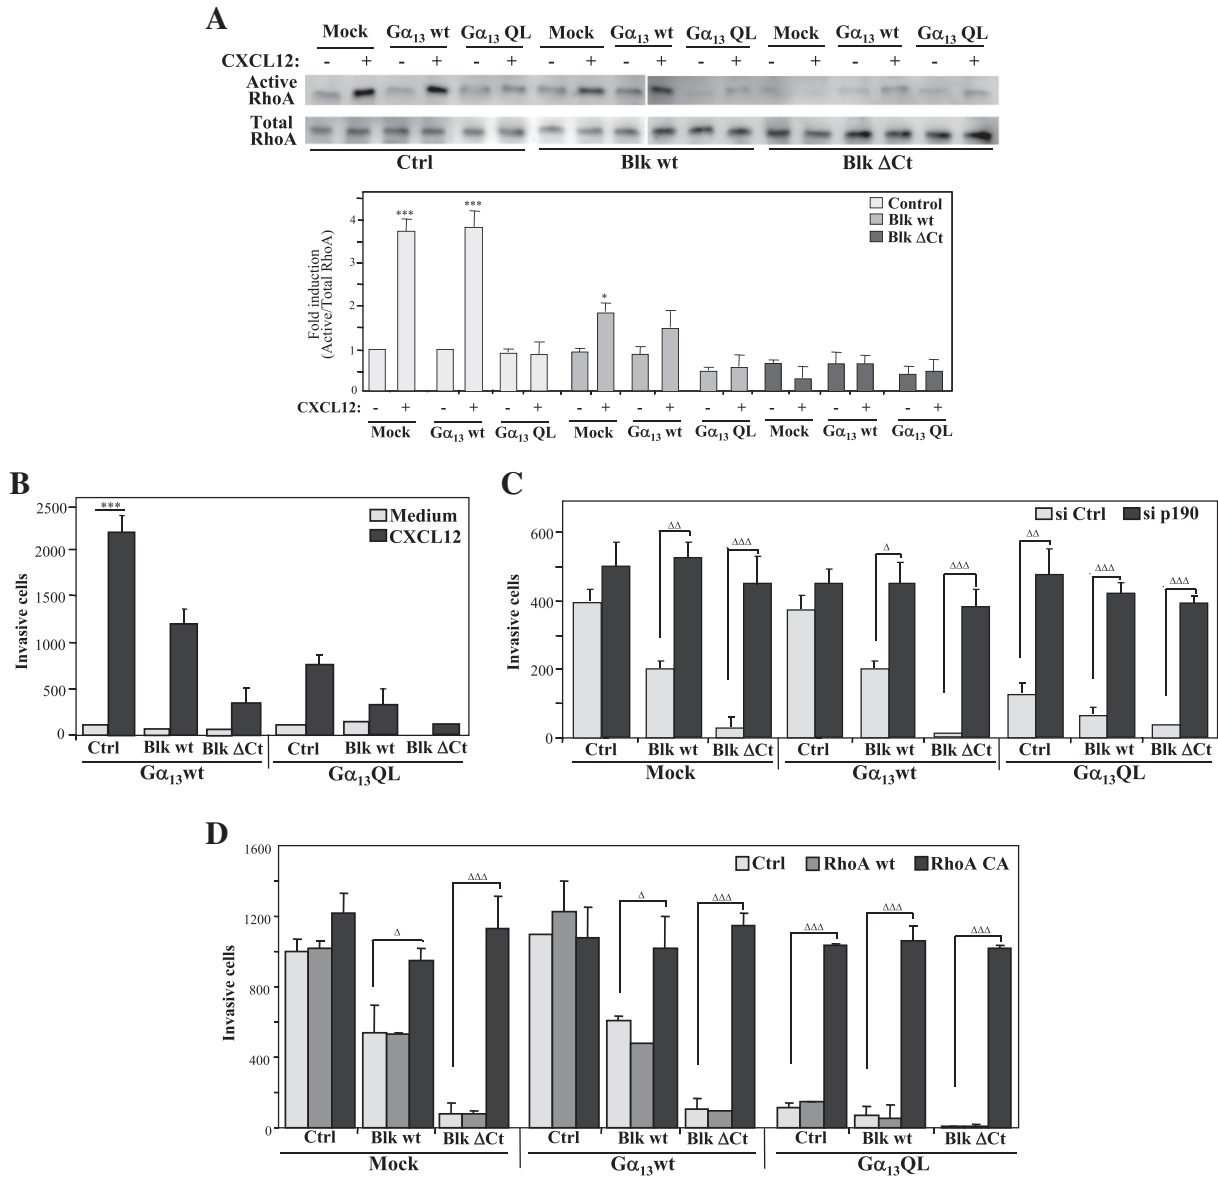 A
Mock Gα13 wt Gα13 QL Mock Gα13 wt Gα13 QL Mock Gα13 wt Gα13 QL
CXCL12: - + - + - + - + - + - + - + - + - +
Active
RhoA
Total
RhoA
Ctrl Blk wt Blk ΔCt
Fold induction
(Active/Total RhoA)
4
3
2
1
0
*** *** *
Control
Blk wt
Blk ΔCt
CXCL12: - + - + - + - + - + - + - + - + - +
Mock Gα13 wt Gα13 QL Mock Gα13 wt Gα13 QL Mock Gα13 wt Gα13 QL
B
Invasive cells
2500
2000
1500
1000
500
0
***
Medium
CXCL12
Ctrl Blk wt Blk ΔCt Ctrl Blk wt Blk ΔCt
Gα13wt Gα13QL
C
Invasive cells
600
400
200
0
si Ctrl si p190
ΔΔ ΔΔΔ Δ ΔΔΔ ΔΔ ΔΔΔ ΔΔΔ
Ctrl Blk wt Blk ΔCt Ctrl Blk wt Blk ΔCt Ctrl Blk wt Blk ΔCt
Mock Gα13wt Gα13QL
D
Invasive cells
1600
1200
800
400
0
Ctrl RhoA wt RhoA CA
Δ ΔΔΔ Δ ΔΔΔ ΔΔΔ ΔΔΔ ΔΔΔ
Ctrl Blk wt Blk ΔCt Ctrl Blk wt Blk ΔCt Ctrl Blk wt Blk ΔCt
Mock Gα13wt Gα13QL